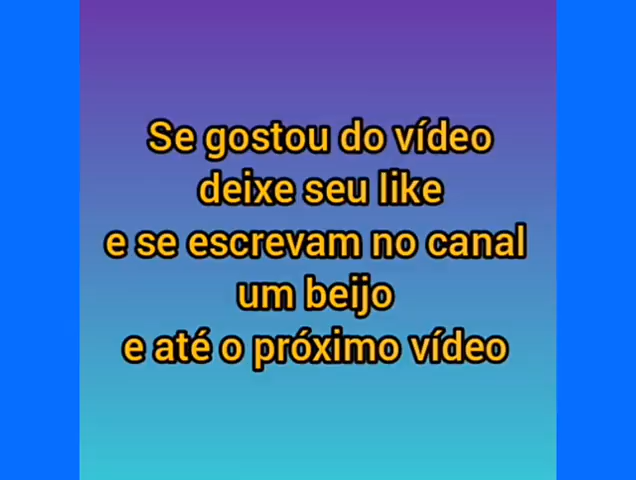 Se gostou do vídeo
deixe seu like
e se escrevam no canal
um beijo
e até o próximo vídeo